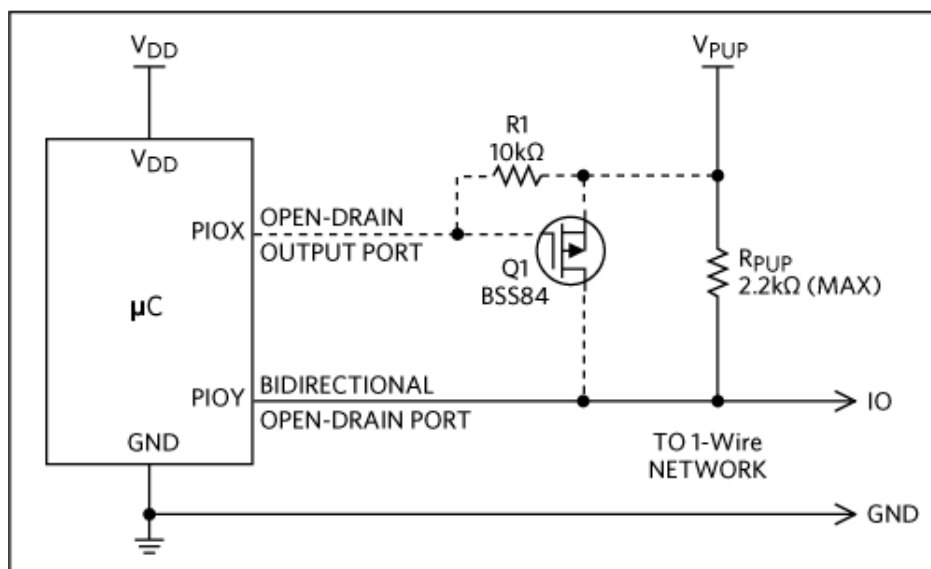 VDD
VPUP
R1
10kΩ
VDD
PIOX
OPEN-DRAIN
OUTPUT PORT
Q1
BSS84
RPUP
2.2kΩ (MAX)
µC
PIOY
BIDIRECTIONAL
OPEN-DRAIN PORT
IO
GND
TO 1-Wire
NETWORK
GND